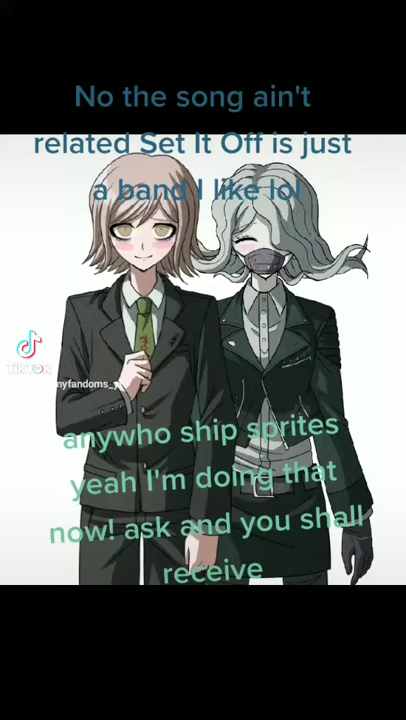 No the song ain't
related Set It Off is just
a band I like lol
TikTok
anywho ship sprites
yeah I'm doing that
now! ask and you shall
receive